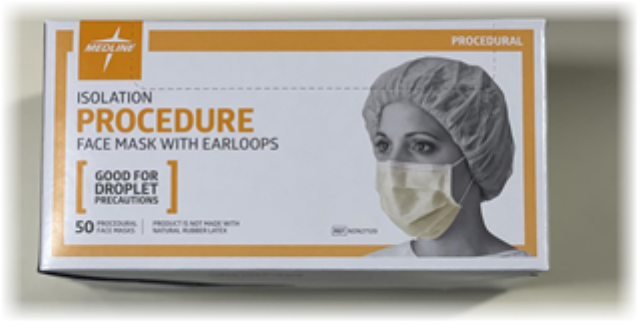 MEDLINE
PROCEDURAL
ISOLATION
PROCEDURE
FACE MASK WITH EARLOOPS
GOOD FOR
DROPLET
PRECAUTIONS
50 PROCEDURAL
FACE MASKS
PRODUCT IS NOT MADE WITH
NATURAL RUBBER LATEX
REF